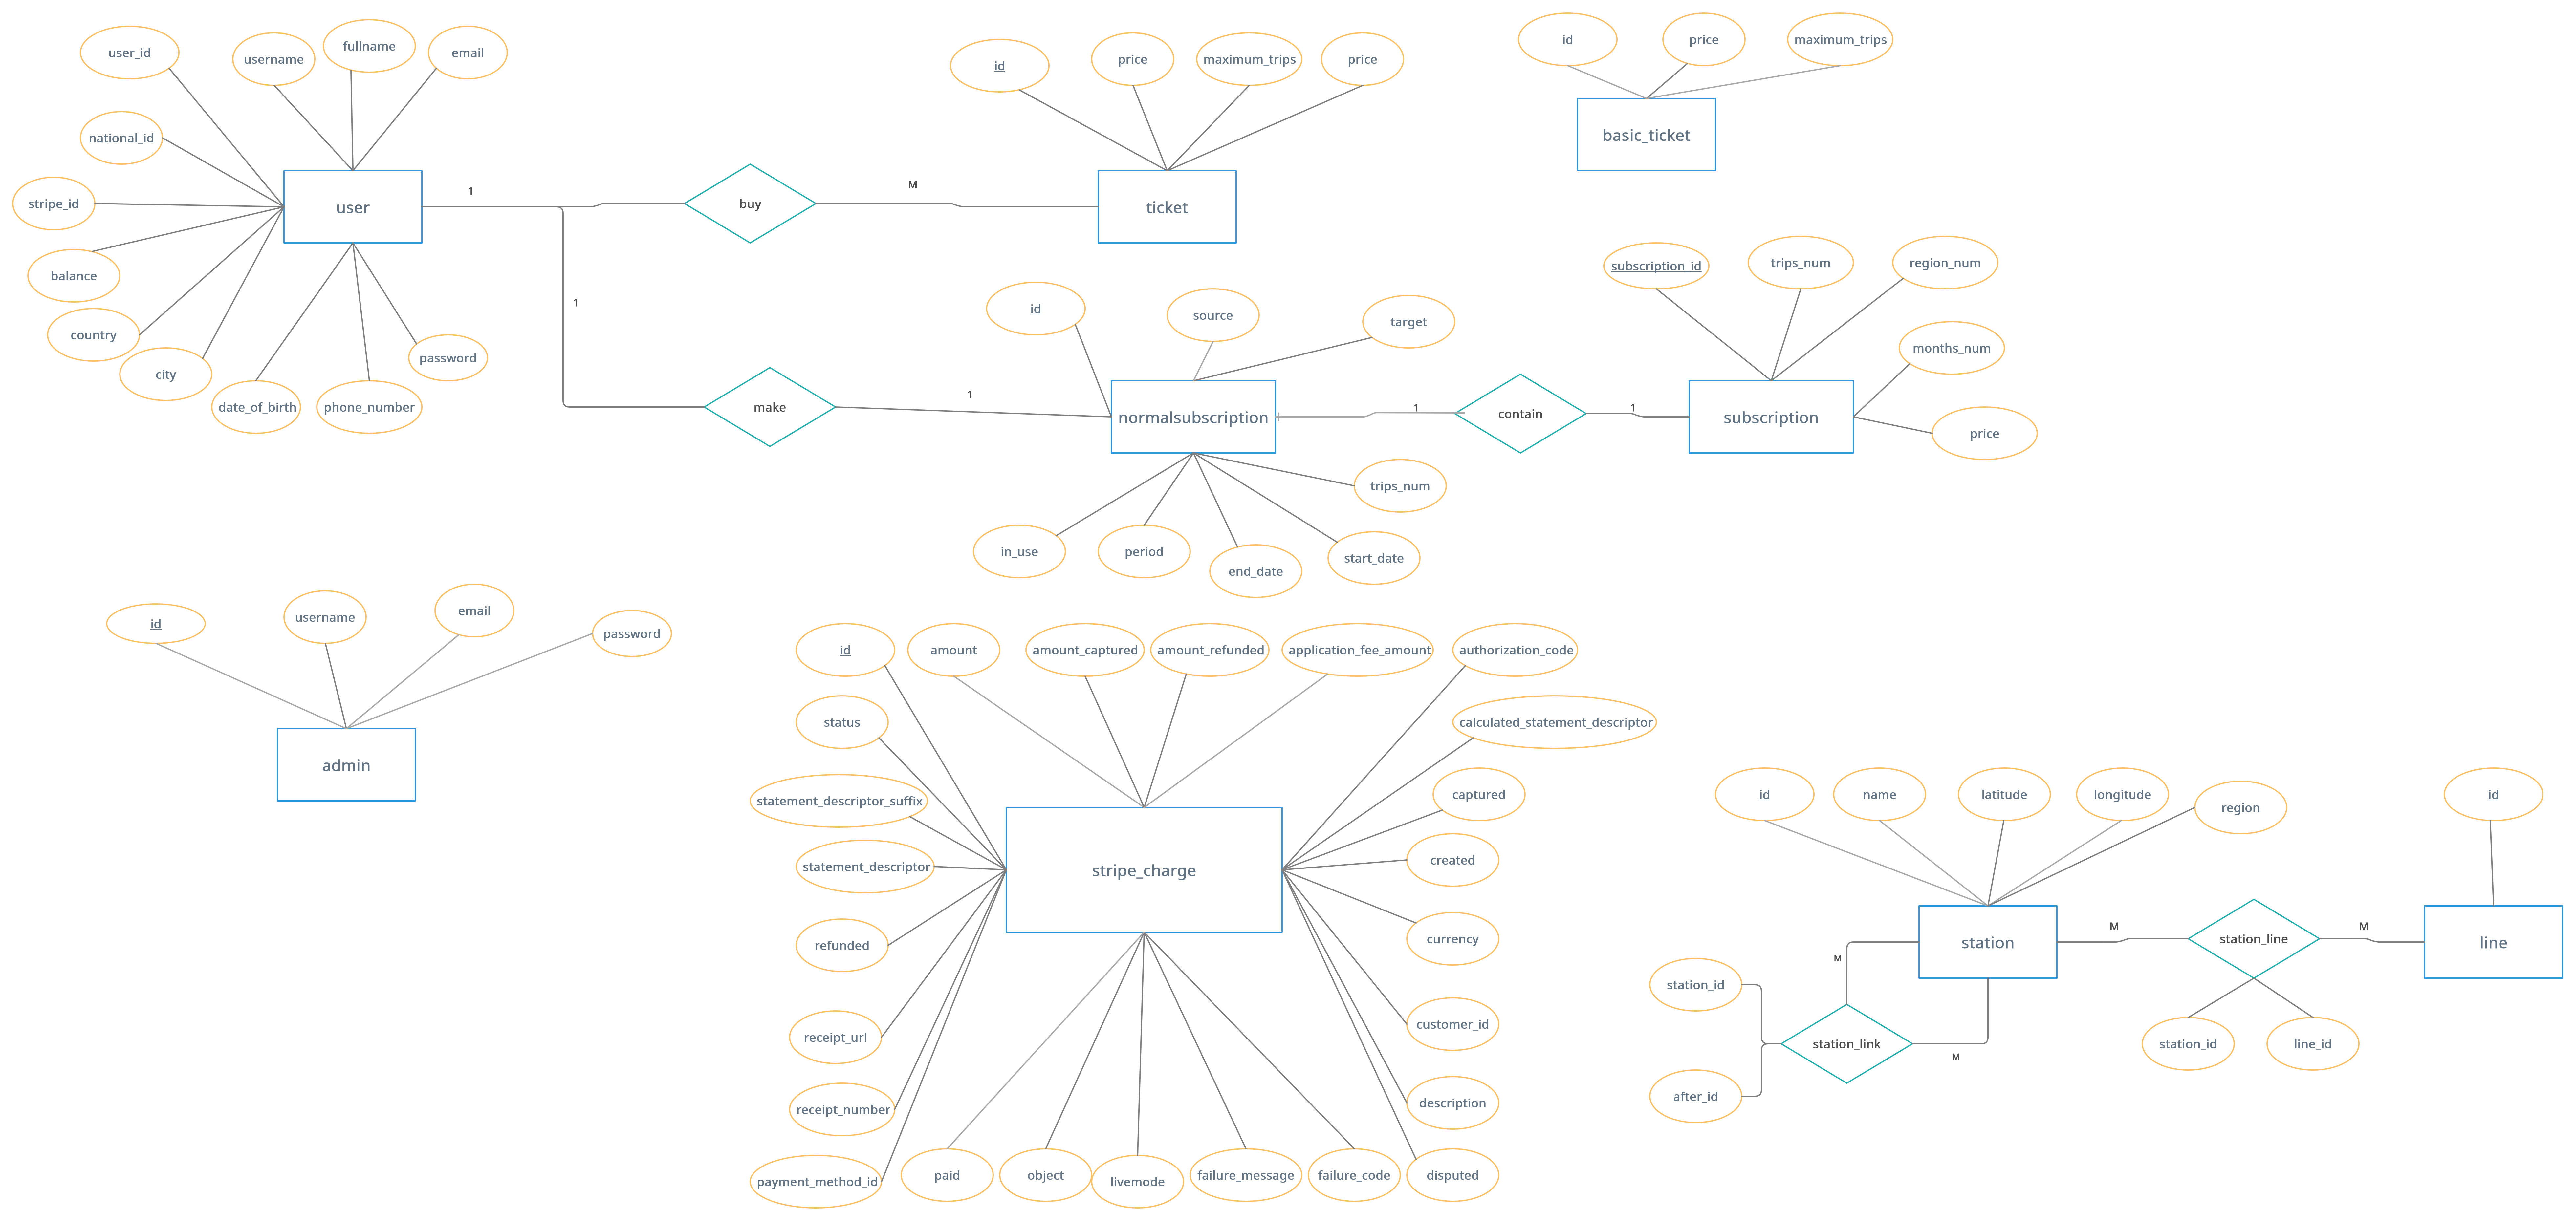 user_id
username
fullname
email
national_id
stripe_id
balance
country
city
date_of_birth
phone_number
password
user
1
buy
M
1
make
1
id
price
maximum_trips
price
ticket
id
price
maximum_trips
basic_ticket
id
source
target
normalsubscription
in_use
period
end_date
start_date
trips_num
1
contain
1
subscription_id
trips_num
region_num
months_num
price
subscription
id
username
email
password
admin
id
amount
amount_captured
amount_refunded
application_fee_amount
authorization_code
status
calculated_statement_descriptor
statement_descriptor_suffix
captured
statement_descriptor
created
stripe_charge
refunded
currency
receipt_url
customer_id
receipt_number
description
payment_method_id
paid
object
livemode
failure_message
failure_code
disputed
id
name
latitude
longitude
region
station
M
station_line
M
line
id
station_id
line_id
M
station_link
M
station_id
after_id